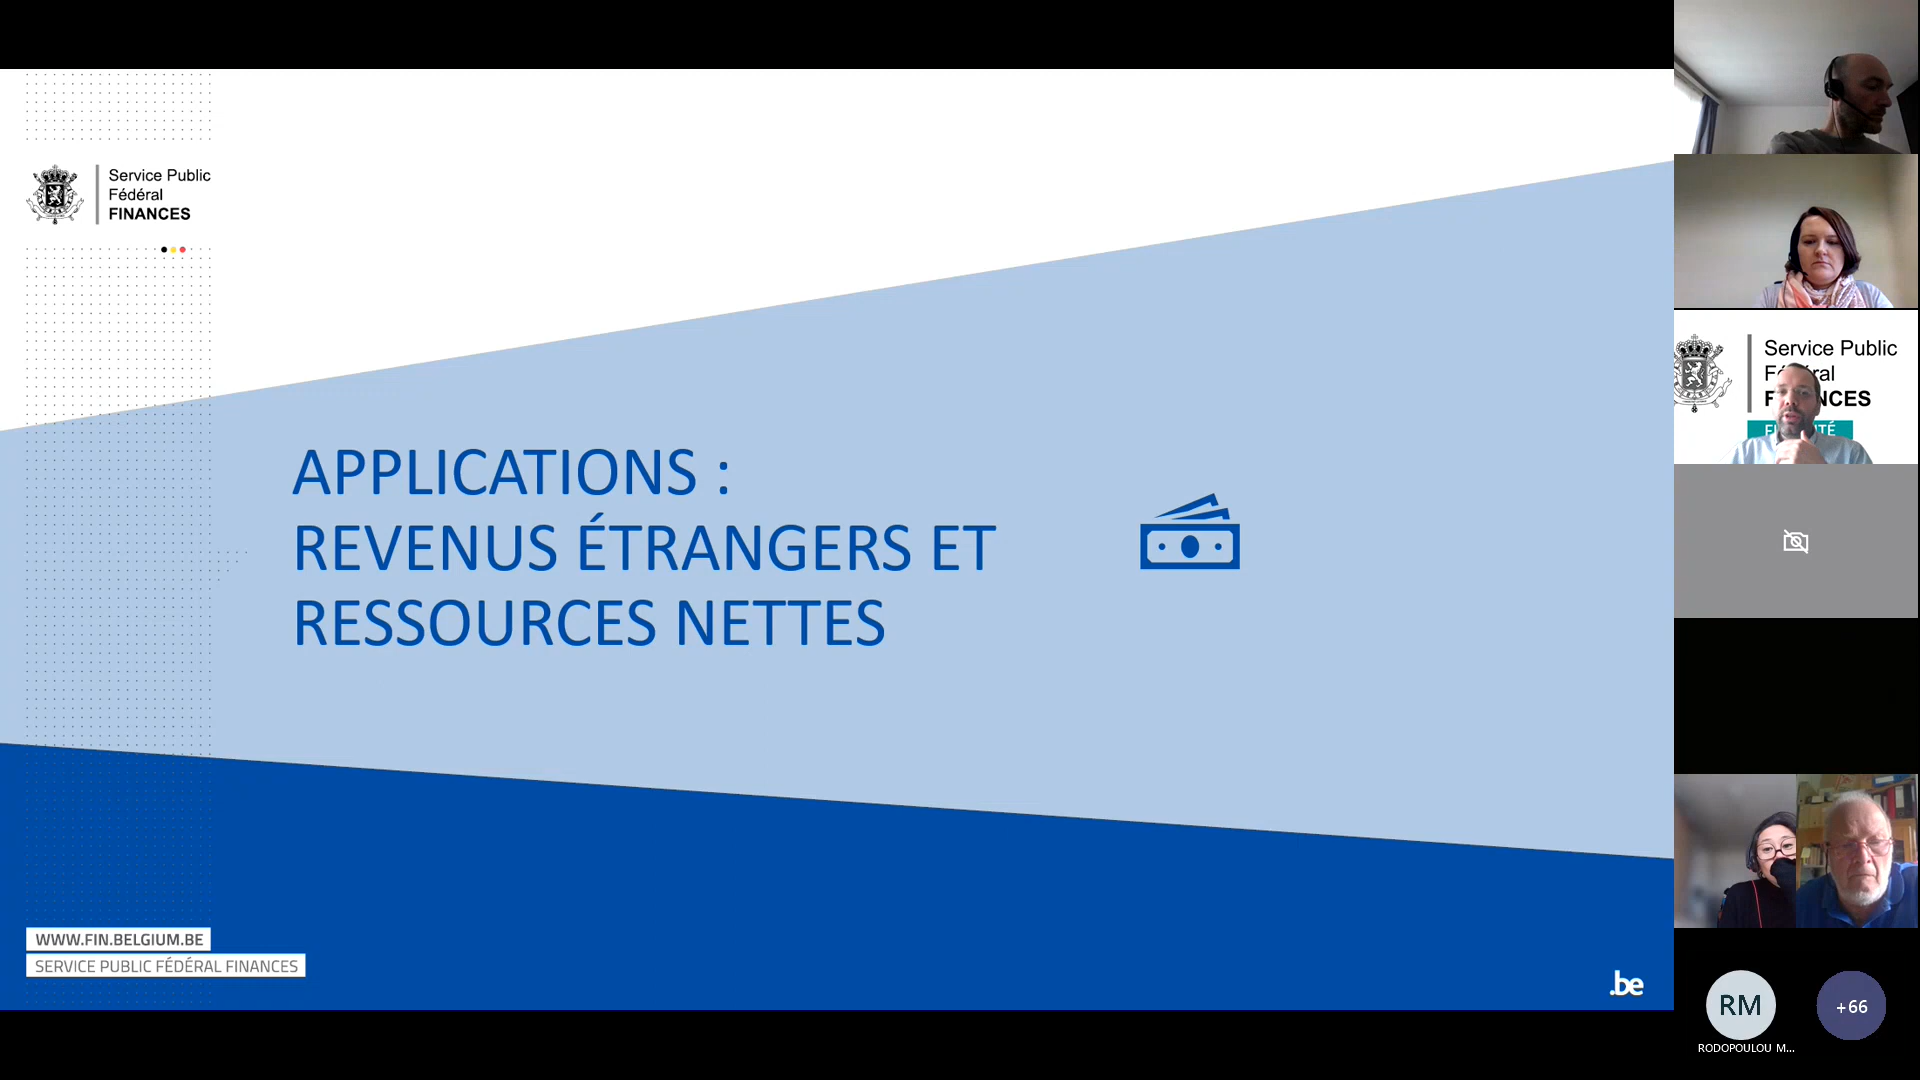 Service Public
Fédéral
FINANCES
APPLICATIONS :
REVENUS ÉTRANGERS ET
RESSOURCES NETTES
WWW.FIN.BELGIUM.BE
SERVICE PUBLIC FÉDÉRAL FINANCES
.be
Service Public
FINANCES
RM
+66
RODOPOULOU M...